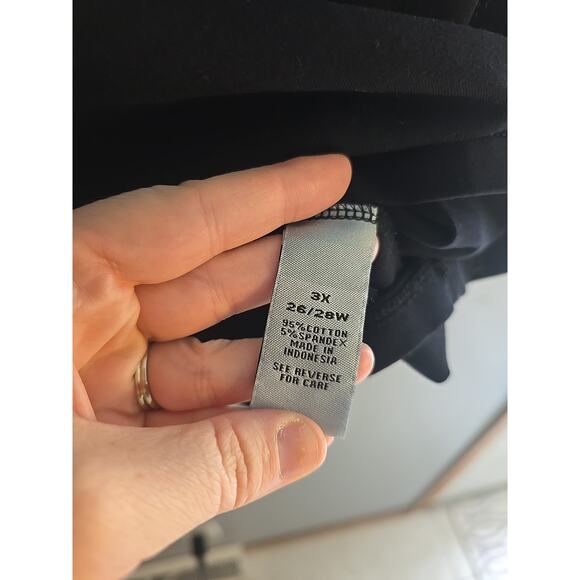 3X
26/28W
95%COTTON
5%SPANDEX
MADE IN
INDONESIA
SEE REVERSE
FOR CARE